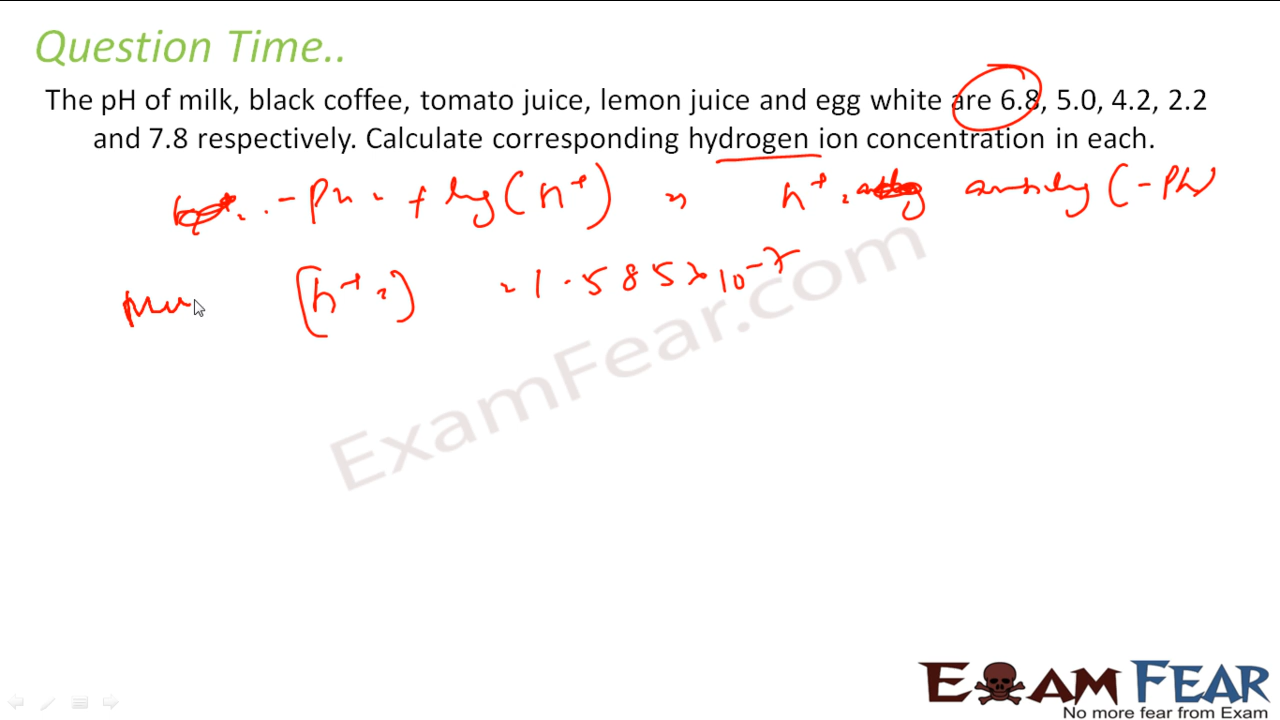 Question Time..
The pH of milk, black coffee, tomato juice, lemon juice and egg white are 6.8, 5.0, 4.2, 2.2
and 7.8 respectively. Calculate corresponding hydrogen ion concentration in each.
- PH = + log (h+) h+ = antilog (- PH)
[h+ = ] = 1.585 x 10-7
ExamFear.com
EXAM FEAR
No more fear from Exam